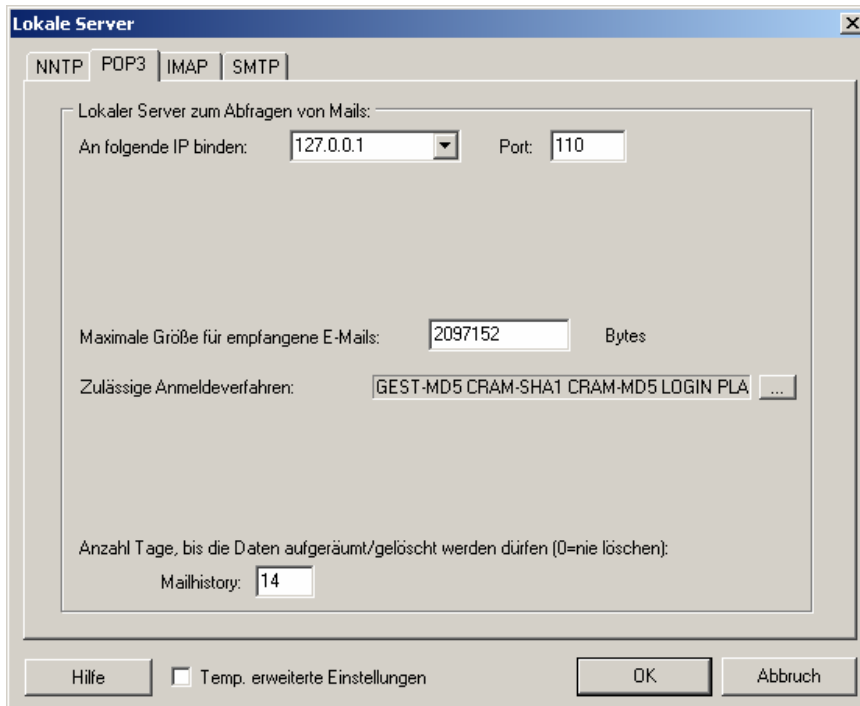 Lokale Server
NNTP POP3 IMAP SMTP
Lokaler Server zum Abfragen von Mails:
An folgende IP binden: 127.0.0.1 Port: 110
Maximale Größe für empfangene E-Mails: 2097152 Bytes
Zulässige Anmeldeverfahren: GEST-MD5 CRAM-SHA1 CRAM-MD5 LOGIN PLA ...
Anzahl Tage, bis die Daten aufgeräumt/gelöscht werden dürfen (0=nie löschen):
Mailhistory: 14
Hilfe Temp. erweiterte Einstellungen OK Abbruch